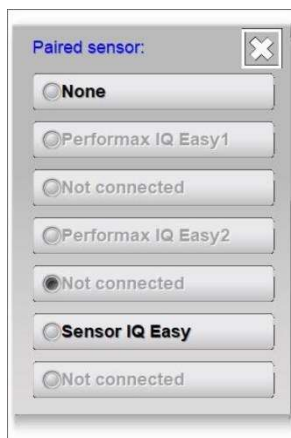 Paired sensor:
None
Performax IQ Easy1
Not connected
Performax IQ Easy2
Not connected
Sensor IQ Easy
Not connected